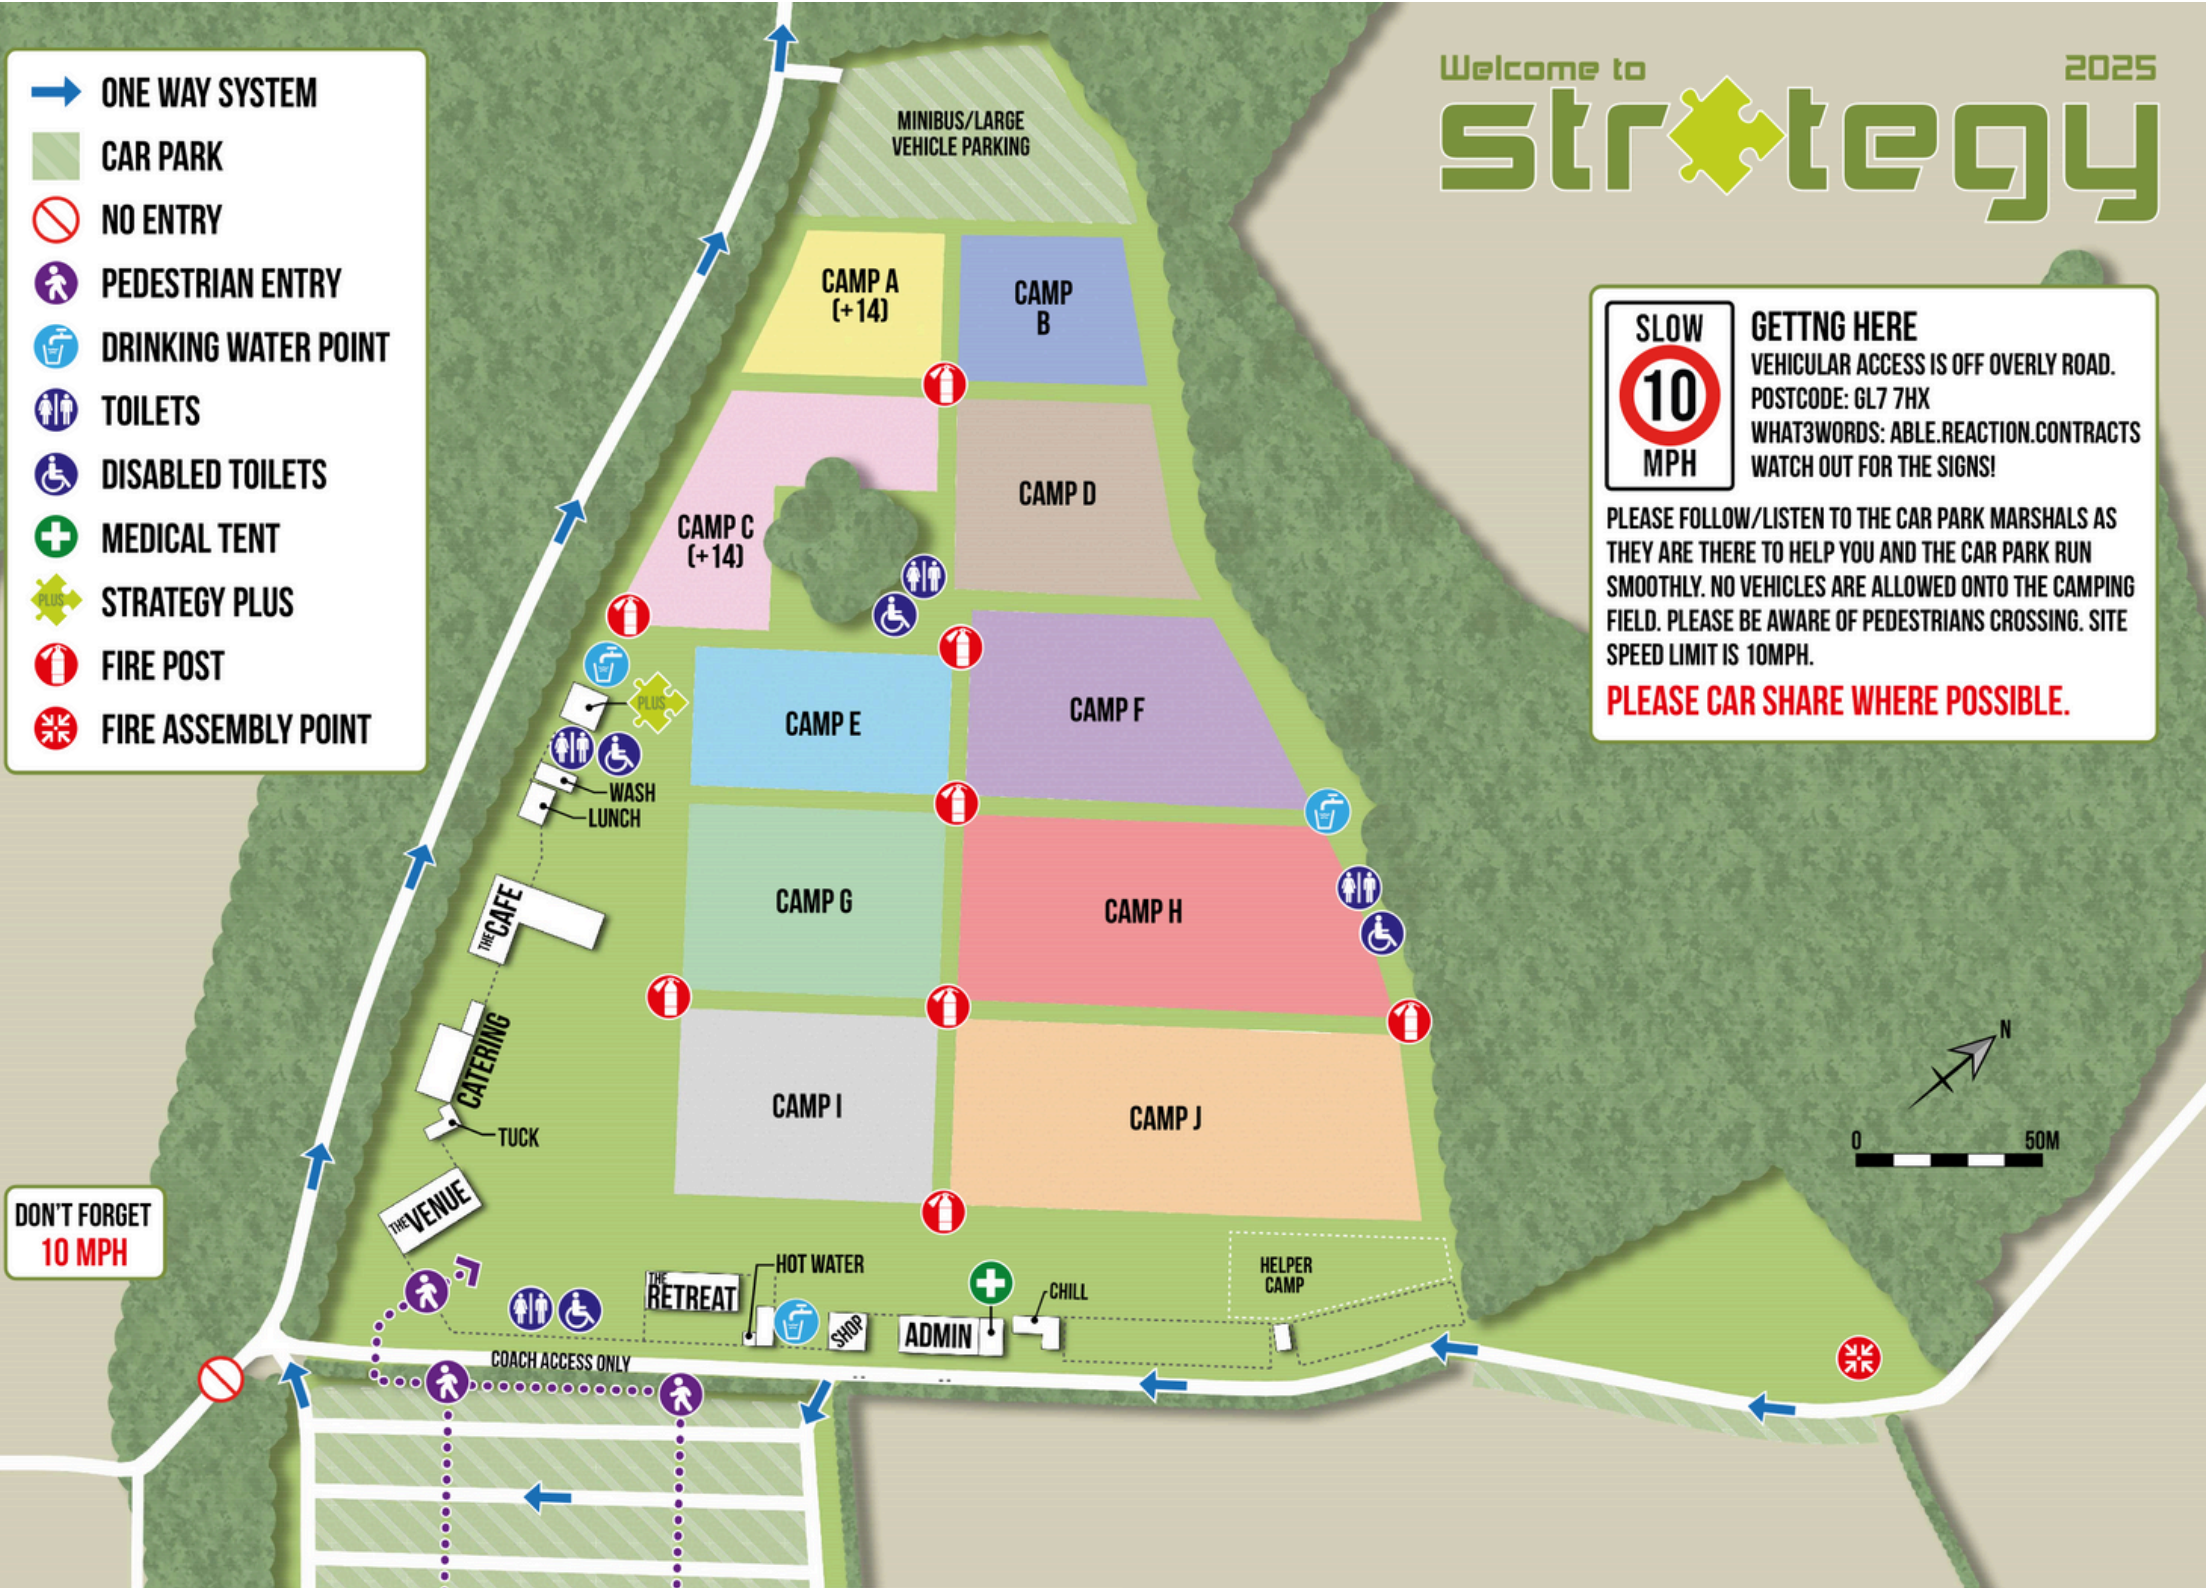 ONE WAY SYSTEM
CAR PARK
NO ENTRY
PEDESTRIAN ENTRY
DRINKING WATER POINT
TOILETS
DISABLED TOILETS
MEDICAL TENT
PLUS
STRATEGY PLUS
FIRE POST
FIRE ASSEMBLY POINT
Welcome to
2025
strategy
SLOW
10
MPH
GETTNG HERE
VEHICULAR ACCESS IS OFF OVERLY ROAD.
POSTCODE: GL7 7HX
WHAT3WORDS: ABLE.REACTION.CONTRACTS
WATCH OUT FOR THE SIGNS!
PLEASE FOLLOW/LISTEN TO THE CAR PARK MARSHALS AS
THEY ARE THERE TO HELP YOU AND THE CAR PARK RUN
SMOOTHLY. NO VEHICLES ARE ALLOWED ONTO THE CAMPING
FIELD. PLEASE BE AWARE OF PEDESTRIANS CROSSING. SITE
SPEED LIMIT IS 10MPH.
PLEASE CAR SHARE WHERE POSSIBLE.
MINIBUS/LARGE
VEHICLE PARKING
CAMP A
(+14)
CAMP
B
CAMP C
(+14)
CAMP D
PLUS
CAMP E
CAMP F
WASH
LUNCH
CAMP G
CAMP H
THE CAFE
CATERING
TUCK
CAMP I
CAMP J
N
0
50M
THE VENUE
DON'T FORGET
10 MPH
HOT WATER
THE
RETREAT
SHOP
ADMIN
CHILL
HELPER
CAMP
COACH ACCESS ONLY